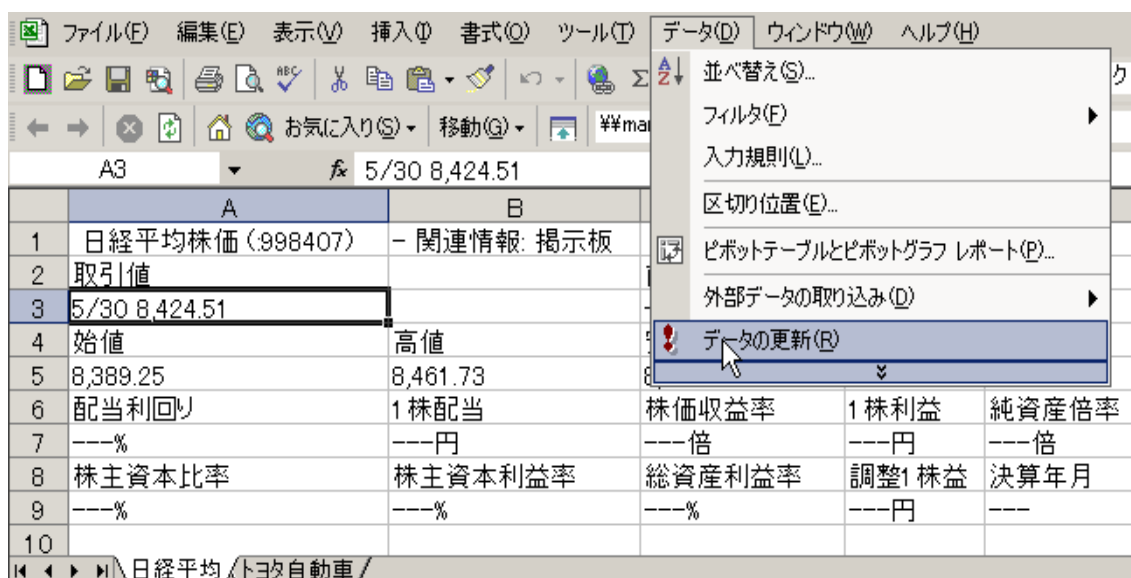 ファイル(F) 編集(E) 表示(V) 挿入(I) 書式(O) ツール(T) データ(D) ウィンドウ(W) ヘルプ(H)
並べ替え(S)...
フィルタ(F)
入力規則(L)...
区切り位置(E)...
ピボットテーブルとピボットグラフ レポート(P)...
外部データの取り込み(D)
データの更新(R)
お気に入り(S) 移動(G) ¥¥mar
A3 fx 5/30 8,424.51
A B
1 日経平均株価 (:998407) - 関連情報: 掲示板
2 取引値
3 5/30 8,424.51
4 始値 高値
5 8,389.25 8,461.73
6 配当利回り 1株配当 株価収益率 1株利益 純資産倍率
7 ---% ---円 ---倍 ---円 ---倍
8 株主資本比率 株主資本利益率 総資産利益率 調整1株益 決算年月
9 ---% ---% ---% ---円 ---
10
日経平均 トヨタ自動車